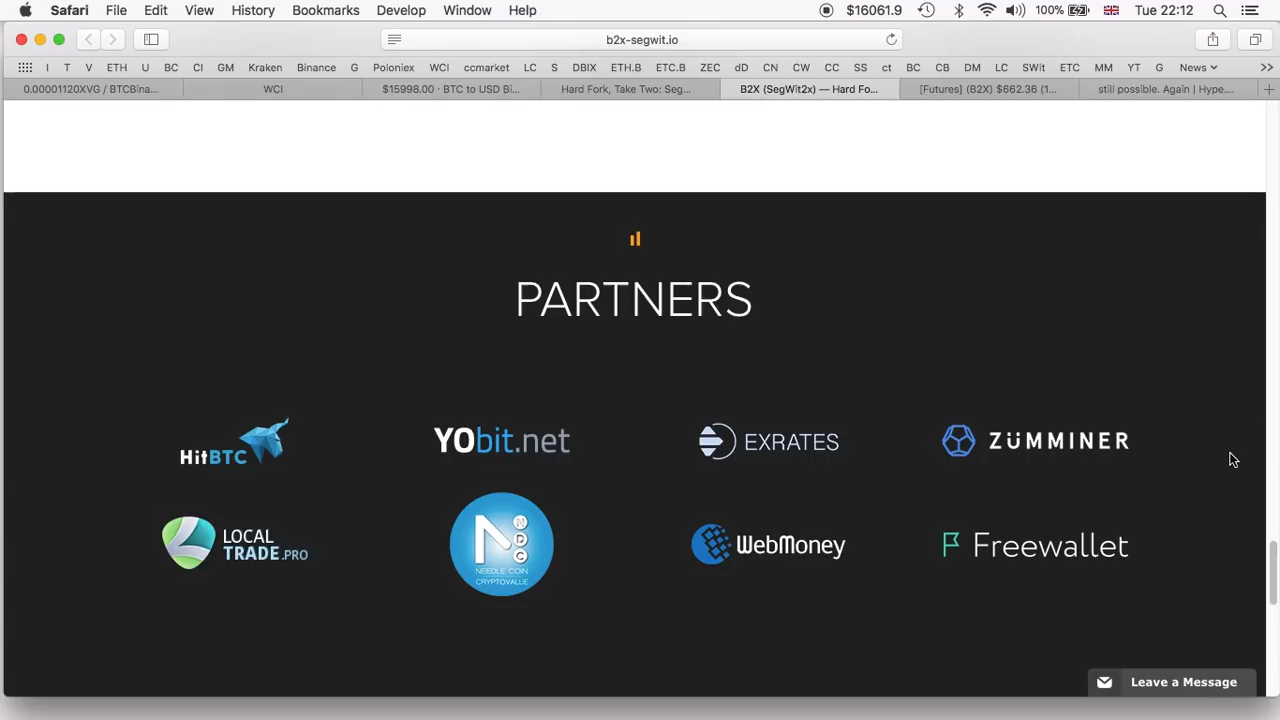 Safari File Edit View History Bookmarks Develop Window Help $16061.9 100% Tue 22:12
b2x-segwit.io
I T V ETH U BC CI GM Kraken Binance G Poloniex WCI ccmarket LC S DBIX ETH.B ETC.B ZEC dD CN CW CC SS ct BC CB DM LC SWit ETC MM YT G News >>
0.00001120XVG / BTCBina... WCI $15998.00 · BTC to USD Bi... Hard Fork, Take Two: Seg... B2X (SegWit2x) — Hard Fo... [Futures] (B2X) $662.36 (1... still possible. Again | Hype.... +
PARTNERS
HitBTC YObit.net EXRATES ZÜMMINER
LOCAL
TRADE.PRO
N NDC
NEEDLE COIN
CRYPTOVALUE
WebMoney
Freewallet
Leave a Message